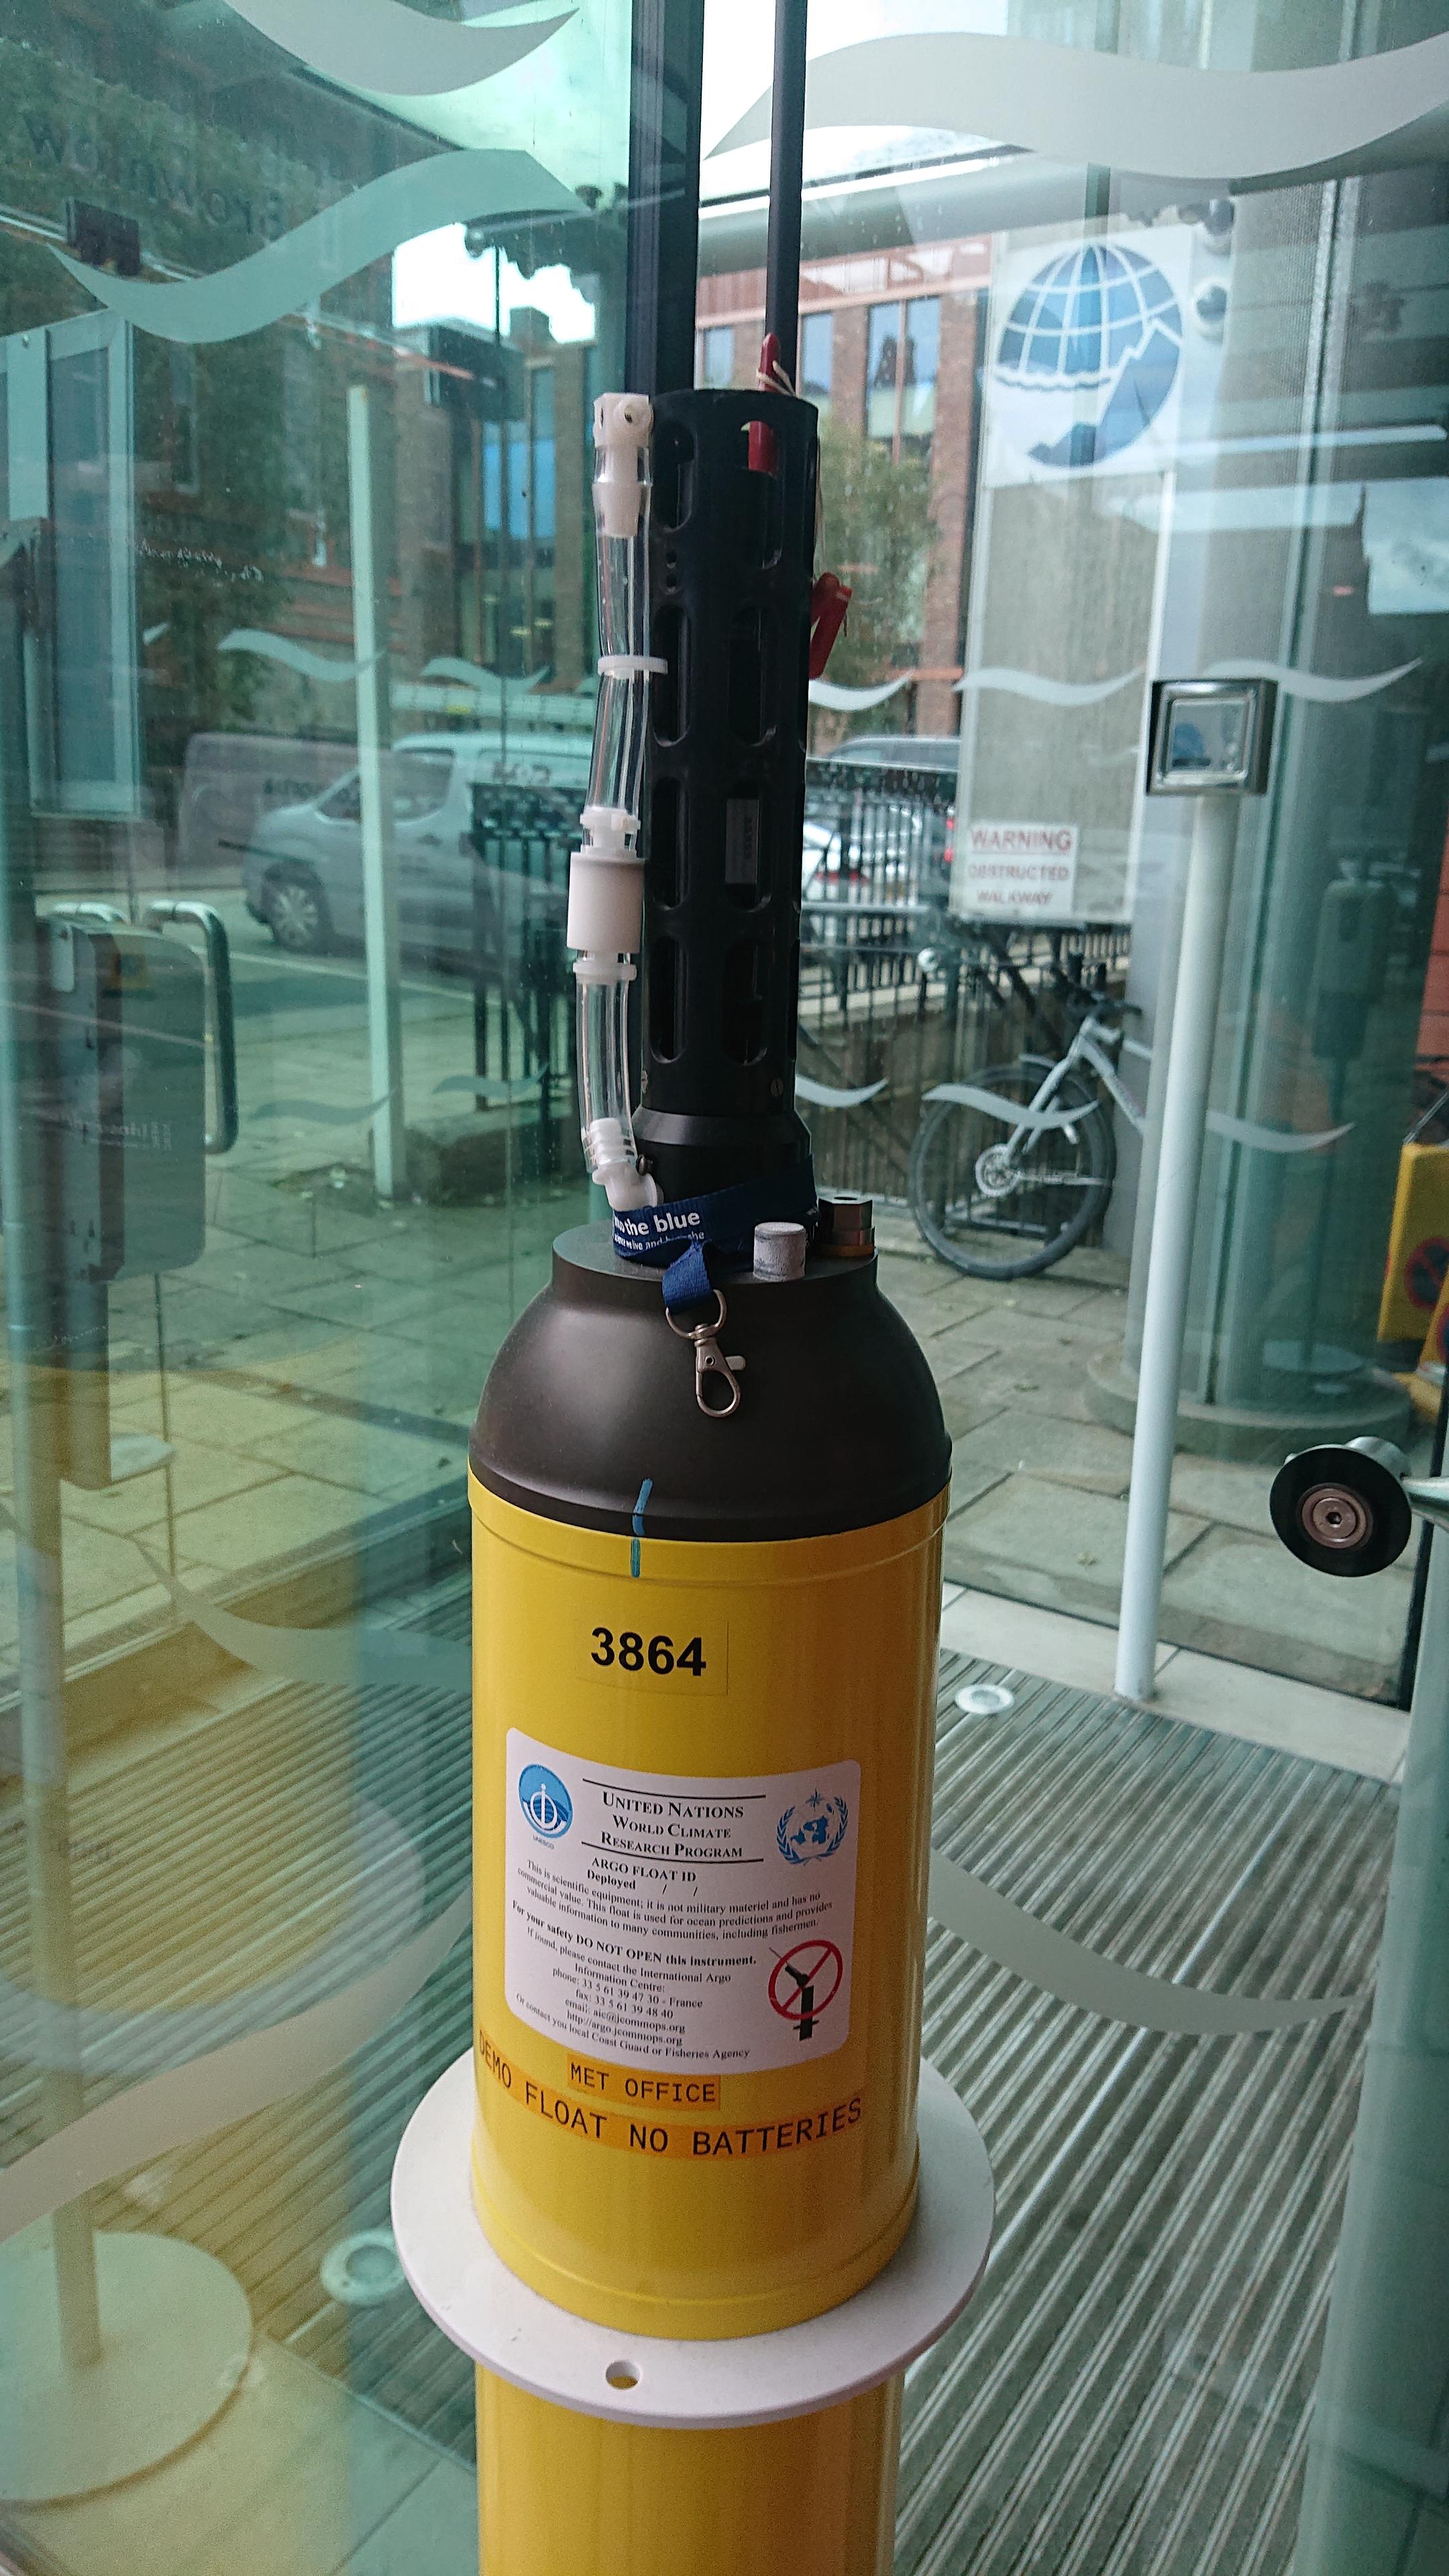 WARNING
OBSTRUCTED
WALKWAY
the blue
3864
UNESCO
UNITED NATIONS
WORLD CLIMATE
RESEARCH PROGRAM
ARGO FLOAT ID
Deployed / /
This is scientific equipment; it is not military materiel and has no
commercial value. This float is used for ocean predictions and provides
valuable information to many communities, including fishermen.
For your safety DO NOT OPEN this instrument.
If found, please contact the International Argo
Information Centre:
phone: 33 5 61 39 47 30 - France
fax: 33 5 61 39 48 40
email: aic@jcommops.org
http://argo.jcommops.org
Or contact you local Coast Guard or Fisheries Agency
MET OFFICE
DEMO FLOAT NO BATTERIES